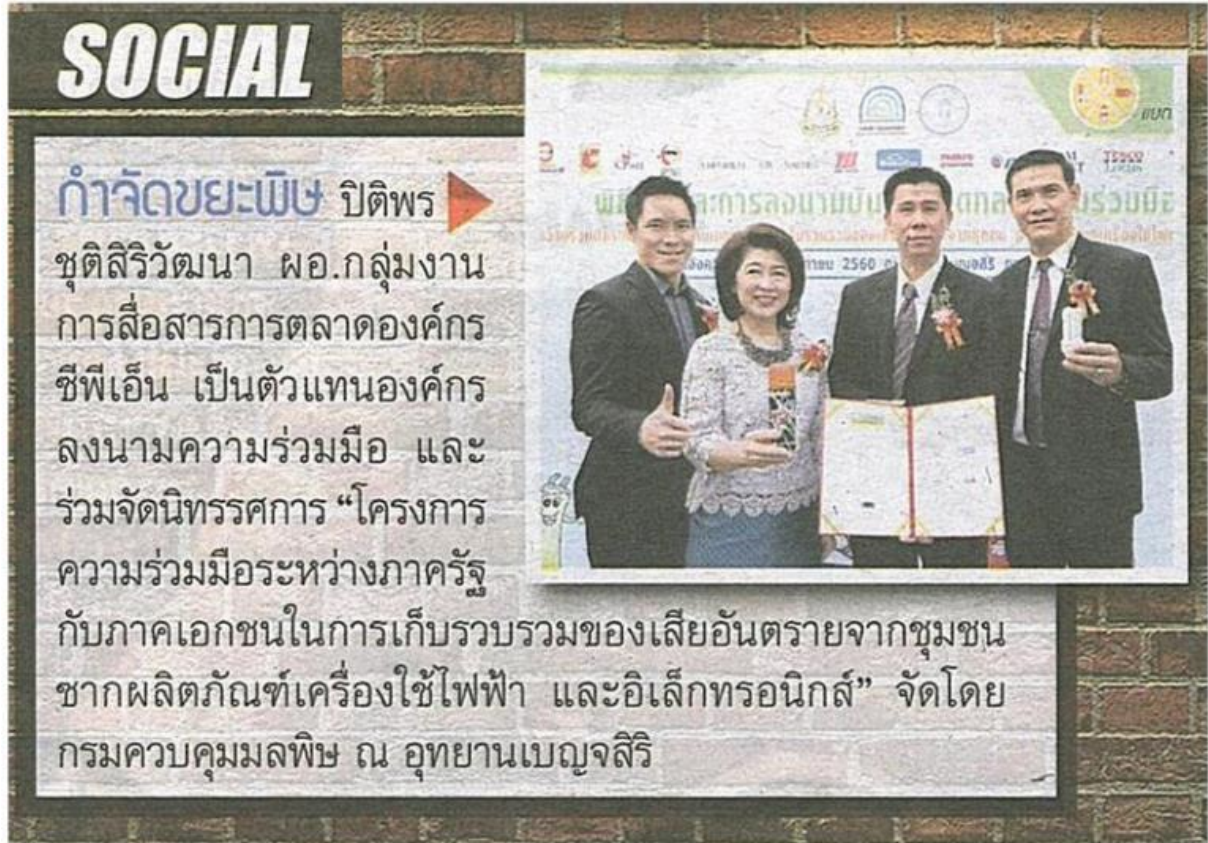 SOCIAL
กำจัดขยะพิษ ปิติพร
ชุติสิริวัฒนา ผอ.กลุ่มงาน
การสื่อสารการตลาดองค์กร
ซีพีเอ็น เป็นตัวแทนองค์กร
ลงนามความร่วมมือ และ
ร่วมจัดนิทรรศการ “โครงการ
ความร่วมมือระหว่างภาครัฐ
กับภาคเอกชนในการเก็บรวบรวมของเสียอันตรายจากชุมชน
ซากผลิตภัณฑ์เครื่องใช้ไฟฟ้า และอิเล็กทรอนิกส์” จัดโดย
กรมควบคุมมลพิษ ณ อุทยานเบญจสิริ
TESCO
2560